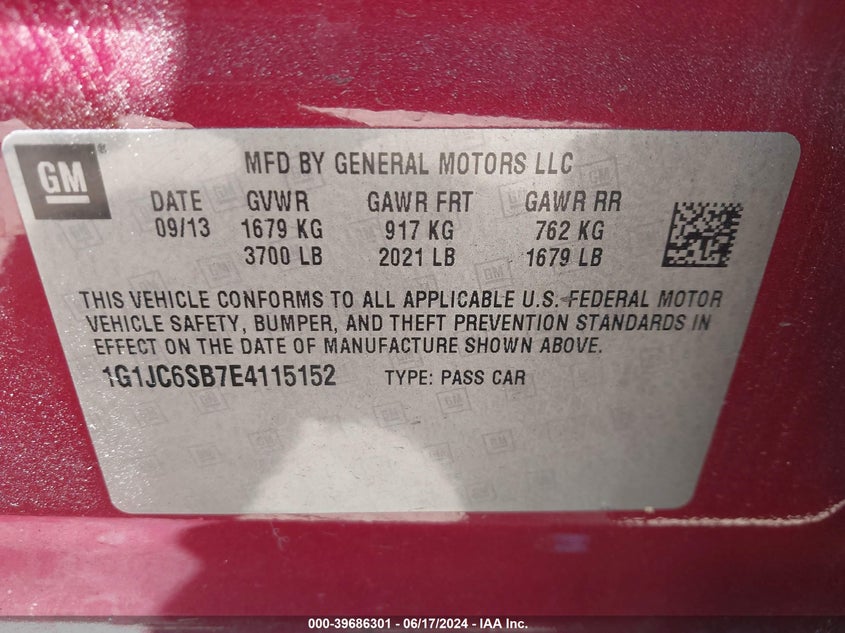 GM ® MFD BY GENERAL MOTORS LLC
DATE GVWR GAWR FRT GAWR RR
09/13 1679 KG 917 KG 762 KG
3700 LB 2021 LB 1679 LB
THIS VEHICLE CONFORMS TO ALL APPLICABLE U.S. FEDERAL MOTOR
VEHICLE SAFETY, BUMPER, AND THEFT PREVENTION STANDARDS IN
EFFECT ON THE DATE OF MANUFACTURE SHOWN ABOVE.
1G1JC6SB7E4115152 TYPE: PASS CAR
000-39686301 - 06/17/2024 - IAA Inc.